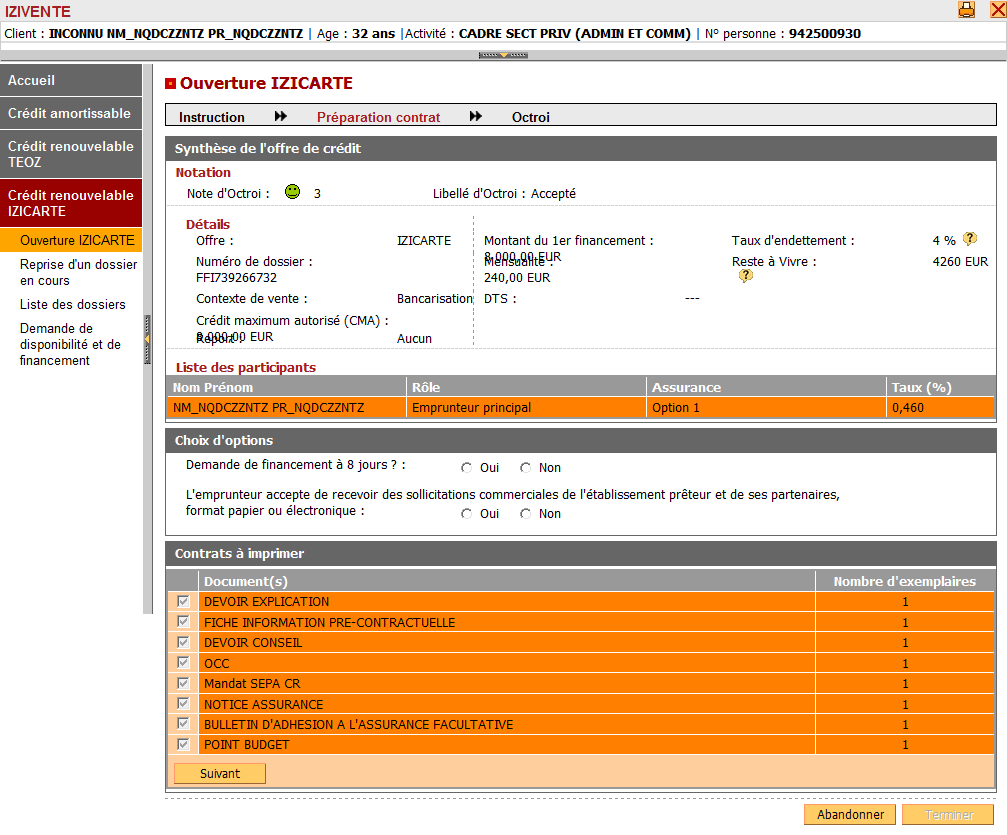 IZIVENTE
Client : INCONNU NM_NQDCZZNTZ PR_NQDCZZNTZ | Age : 32 ans |Activité : CADRE SECT PRIV (ADMIN ET COMM) | N° personne : 942500930
Accueil
Crédit amortissable
Crédit renouvelable
TEOZ
Crédit renouvelable
IZICARTE
Ouverture IZICARTE
Reprise d'un dossier
en cours
Liste des dossiers
Demande de
disponibilité et de
financement
Ouverture IZICARTE
Instruction Préparation contrat Octroi
Synthèse de l'offre de crédit
Notation
Note d'Octroi : 3 Libellé d'Octroi : Accepté
Détails
Offre : IZICARTE Montant du 1er financement : Taux d'endettement : 4 % ?
8 000,00 EUR
Numéro de dossier : Mensualité : Reste à Vivre : 4260 EUR
FFI739266732 240,00 EUR ?
Contexte de vente : Bancarisation DTS : ---
Crédit maximum autorisé (CMA) :
8 000,00 EUR
Report : Aucun
Liste des participants
Nom Prénom Rôle Assurance Taux (%)
NM_NQDCZZNTZ PR_NQDCZZNTZ Emprunteur principal Option 1 0,460
Choix d'options
Demande de financement à 8 jours ? : Oui Non
L'emprunteur accepte de recevoir des sollicitations commerciales de l'établissement prêteur et de ses partenaires,
format papier ou électronique : Oui Non
Contrats à imprimer
Document(s) Nombre d'exemplaires
DEVOIR EXPLICATION 1
FICHE INFORMATION PRE-CONTRACTUELLE 1
DEVOIR CONSEIL 1
OCC 1
Mandat SEPA CR 1
NOTICE ASSURANCE 1
BULLETIN D'ADHESION A L'ASSURANCE FACULTATIVE 1
POINT BUDGET 1
Suivant
Abandonner Terminer